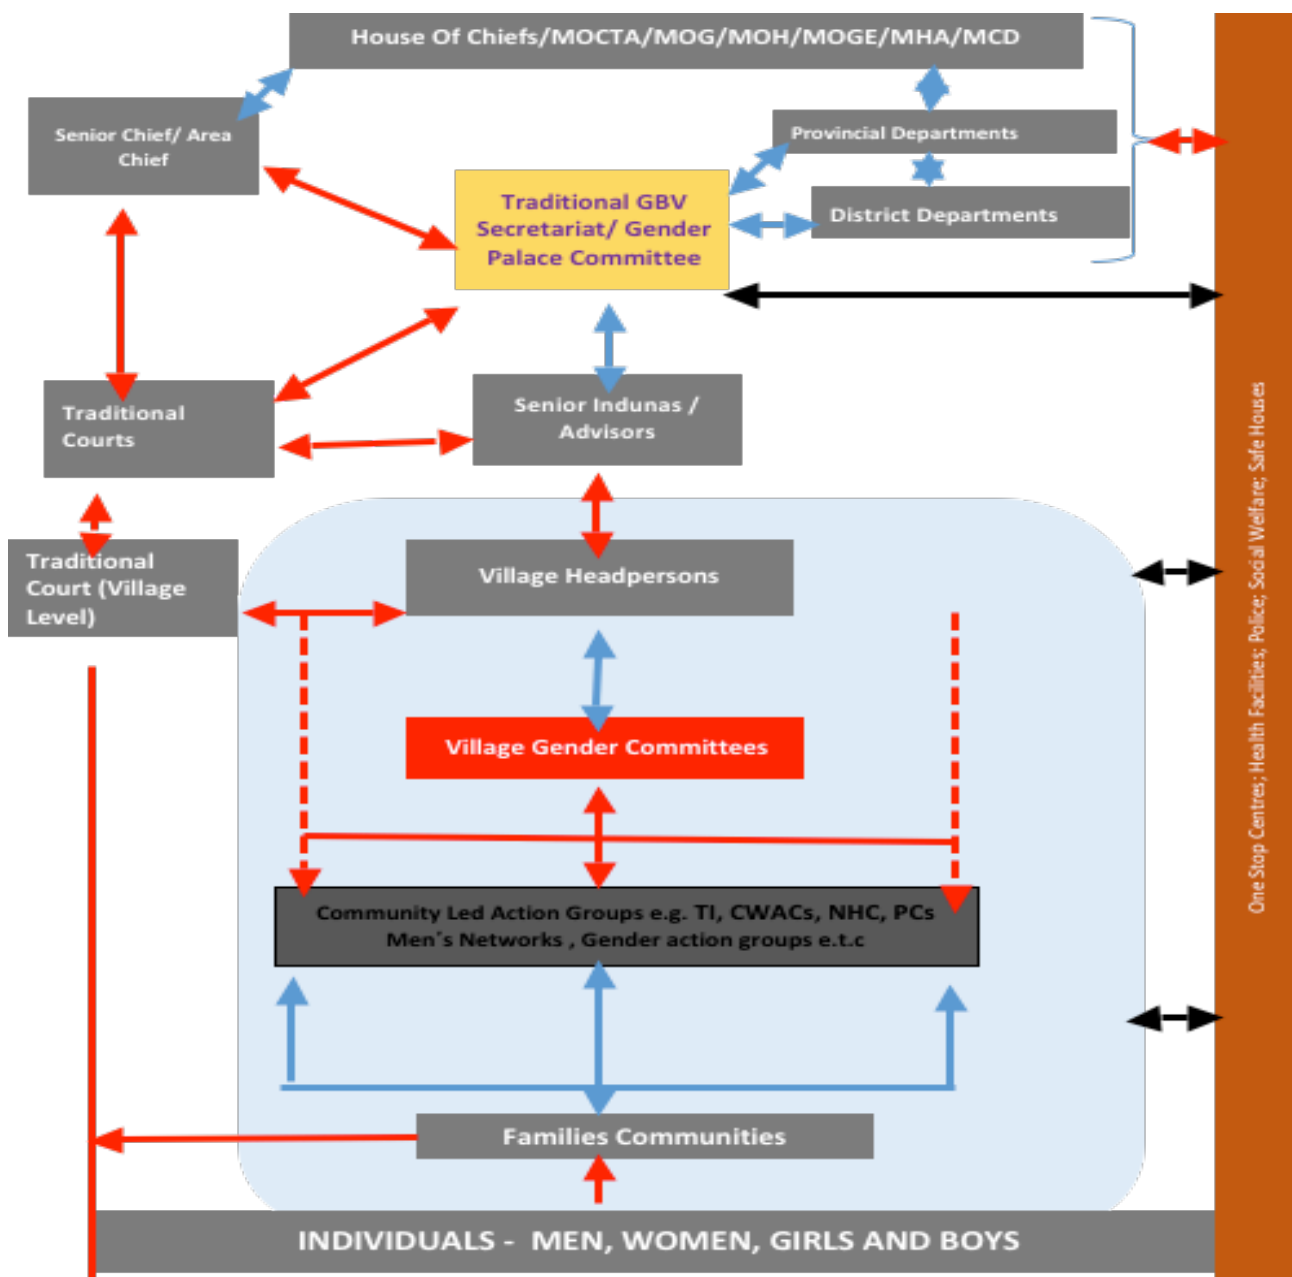 House Of Chiefs/MOCTA/MOG/MOH/MOGE/MHA/MCD
Senior Chief/ Area
Chief
Provincial Departments
Traditional GBV
Secretariat/ Gender
Palace Committee
District Departments
Traditional
Courts
Senior Indunas /
Advisors
Traditional
Court (Village
Level)
Village Headpersons
Village Gender Committees
Community Led Action Groups e.g. TI, CWACs, NHC, PCs
Men´s Networks , Gender action groups e.t.c
Families Communities
INDIVIDUALS - MEN, WOMEN, GIRLS AND BOYS
One Stop Centres; Health Facilities; Police; Social Welfare; Safe Houses